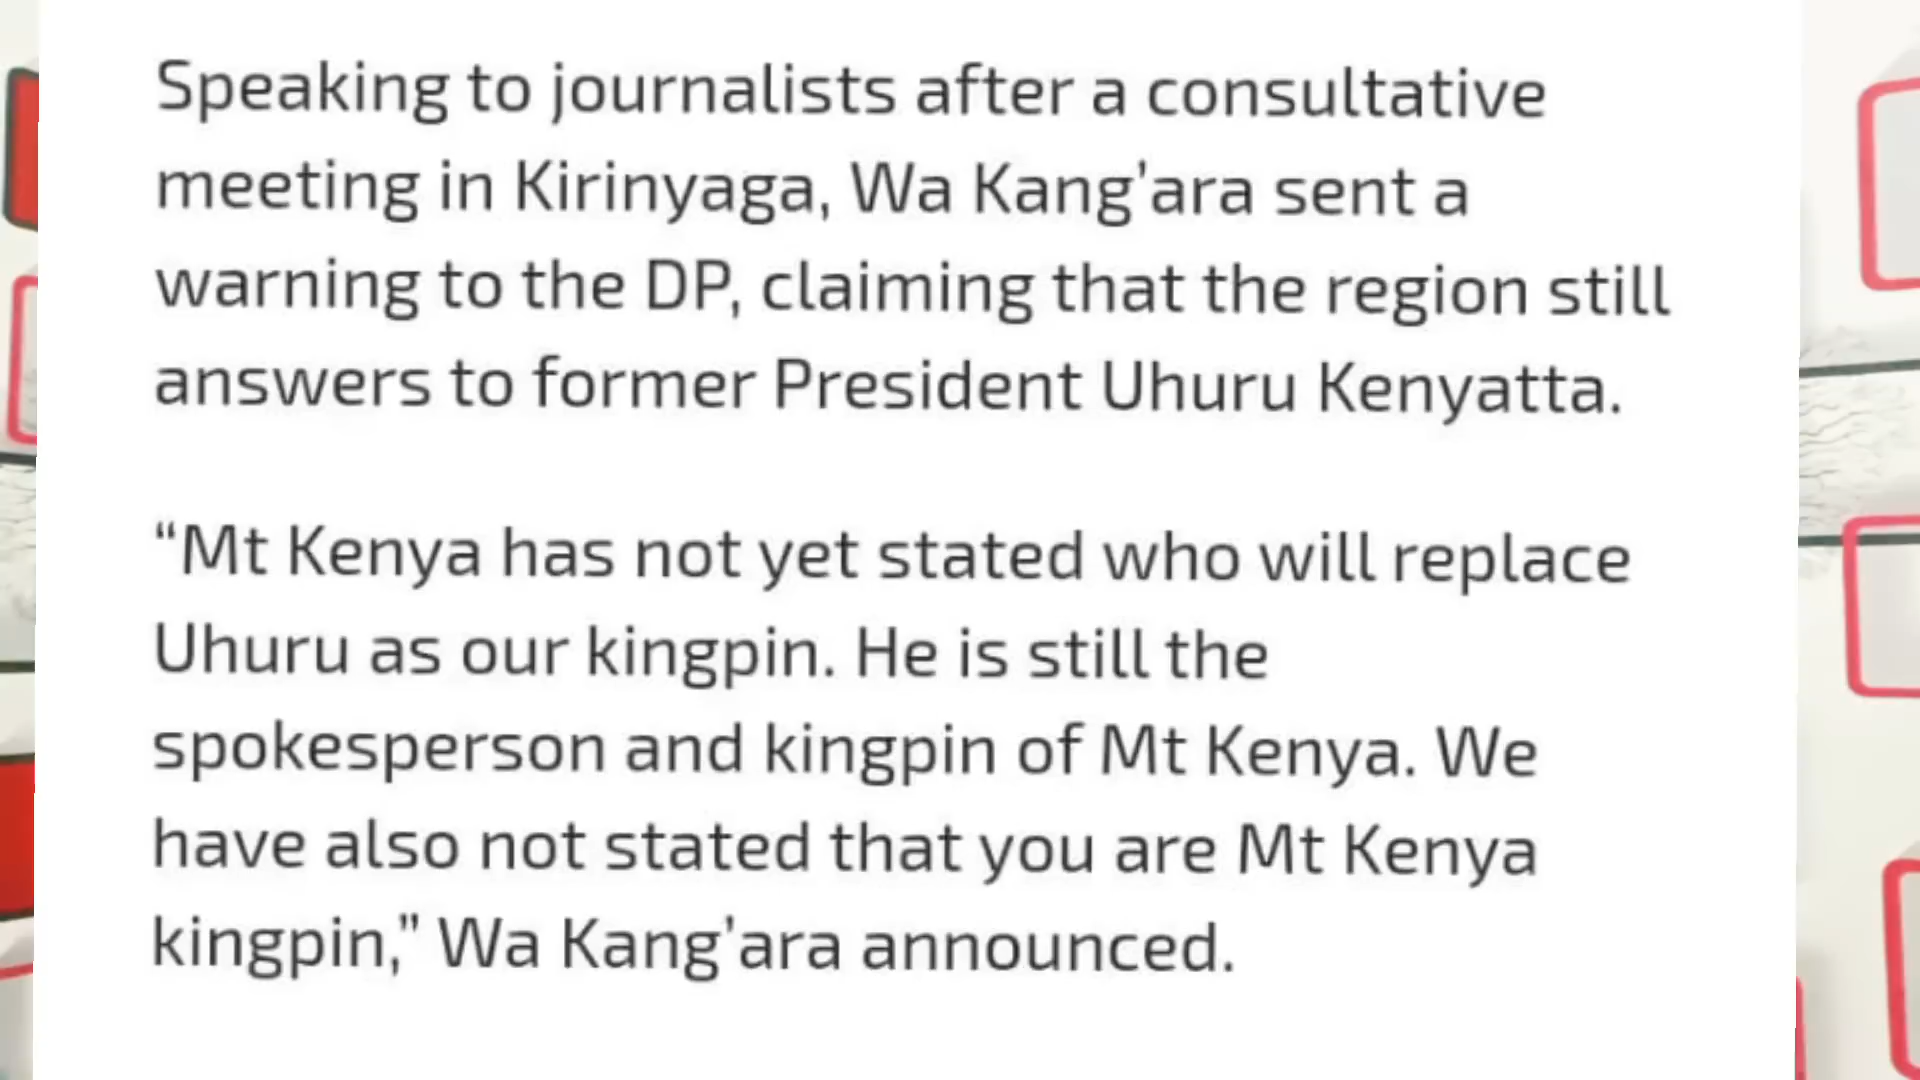 Speaking to journalists after a consultative
meeting in Kirinyaga, Wa Kang’ara sent a
warning to the DP, claiming that the region still
answers to former President Uhuru Kenyatta.
“Mt Kenya has not yet stated who will replace
Uhuru as our kingpin. He is still the
spokesperson and kingpin of Mt Kenya. We
have also not stated that you are Mt Kenya
kingpin,” Wa Kang’ara announced.